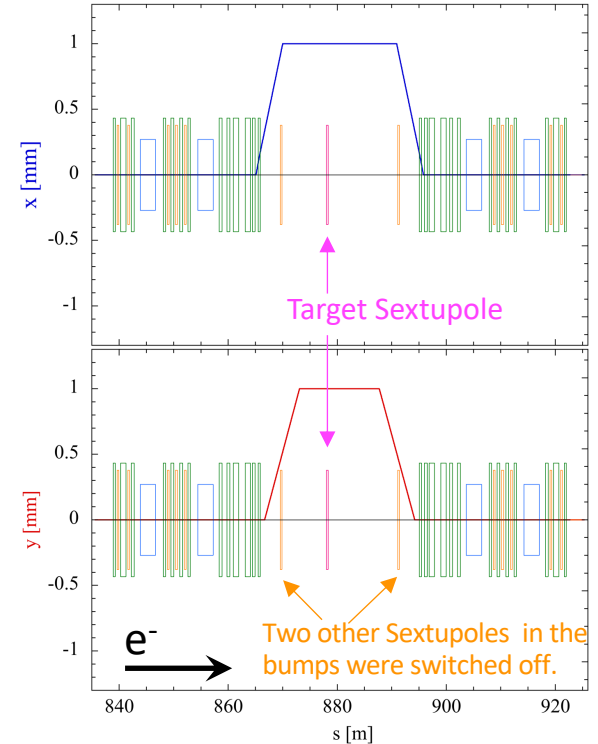 1
0.5
0
-0.5
-1
x [mm]
Target Sextupole
1
0.5
0
-0.5
-1
y [mm]
Two other Sextupoles in the
bumps were switched off.
e-
840 860 880 900 920
s [m]